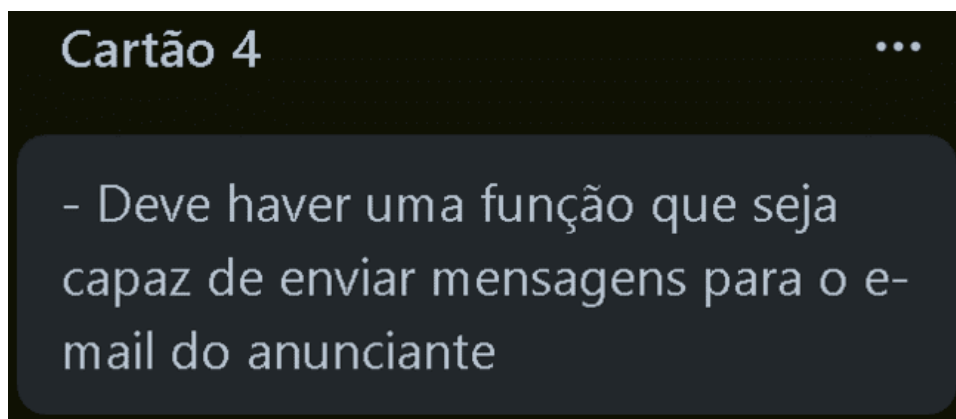 Cartão 4
- Deve haver uma função que seja
capaz de enviar mensagens para o e-
mail do anunciante